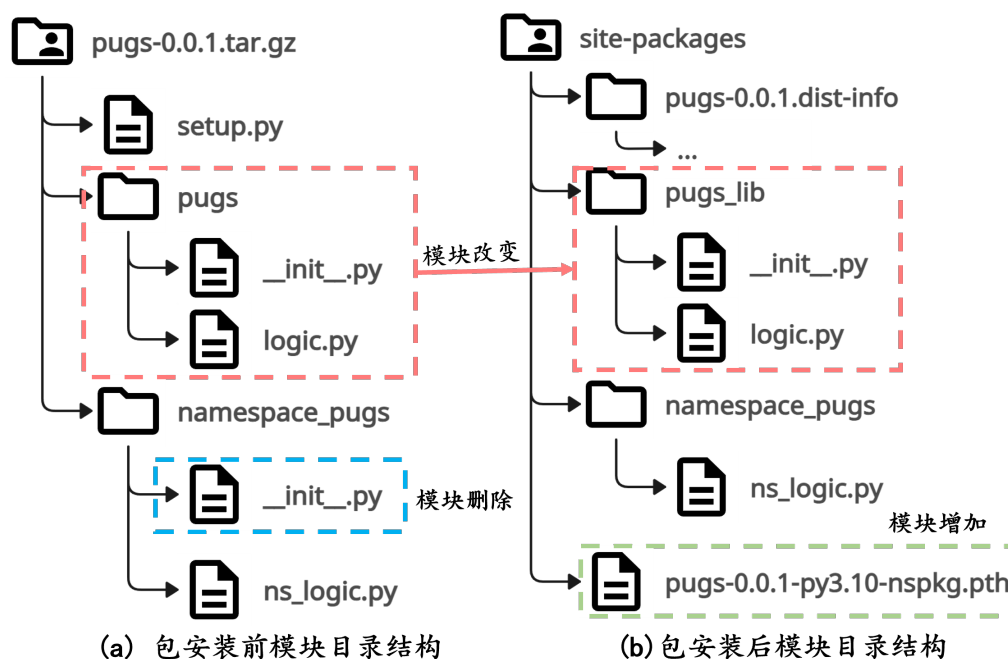 pugs-0.0.1.tar.gz
setup.py
pugs
__init__.py
logic.py
namespace_pugs
__init__.py
模块删除
ns_logic.py
(a) 包安装前模块目录结构
模块改变
site-packages
pugs-0.0.1.dist-info
...
pugs_lib
__init__.py
logic.py
namespace_pugs
ns_logic.py
模块增加
pugs-0.0.1-py3.10-nspkg.pth
(b)包安装后模块目录结构